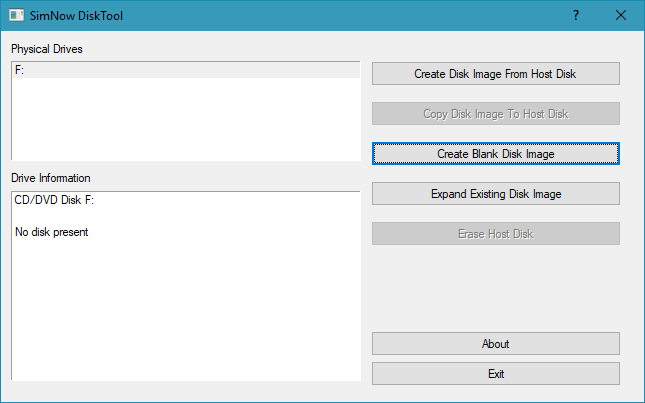 SimNow DiskTool
?
Physical Drives
F:
Create Disk Image From Host Disk
Copy Disk Image To Host Disk
Create Blank Disk Image
Drive Information
CD/DVD Disk F:
No disk present
Expand Existing Disk Image
Erase Host Disk
About
Exit